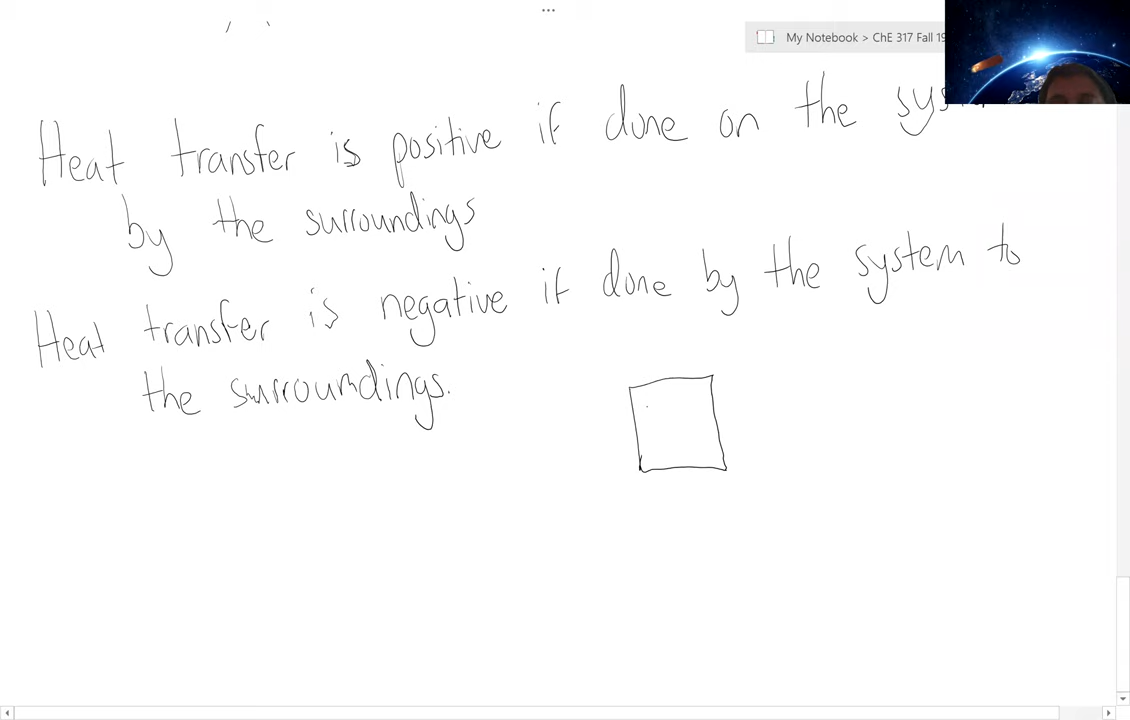 My Notebook > ChE 317 Fall 19
Heat transfer is positive if done on the
by the surroundings
Heat transfer is negative if done by the system to
the surroundings.